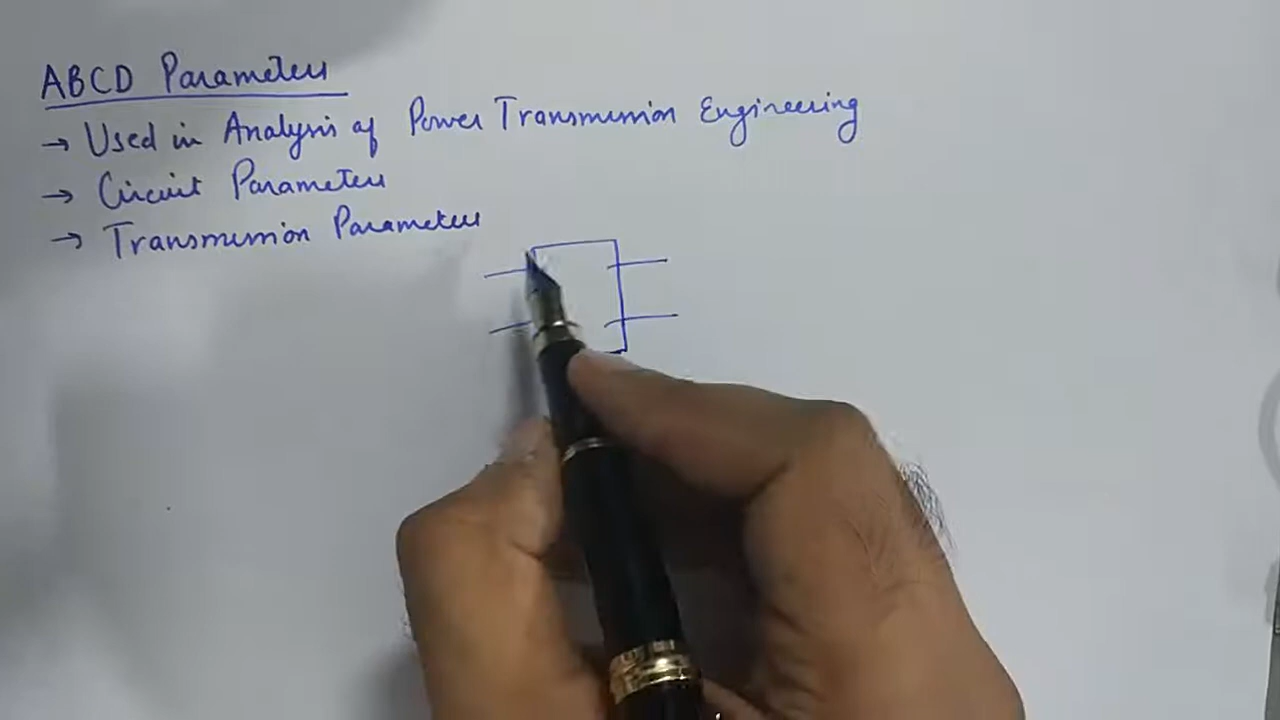 ABCD Parameters
→ Used in Analysis of Power Transmission Engineering
→ Circuit Parameters
→ Transmission Parameters